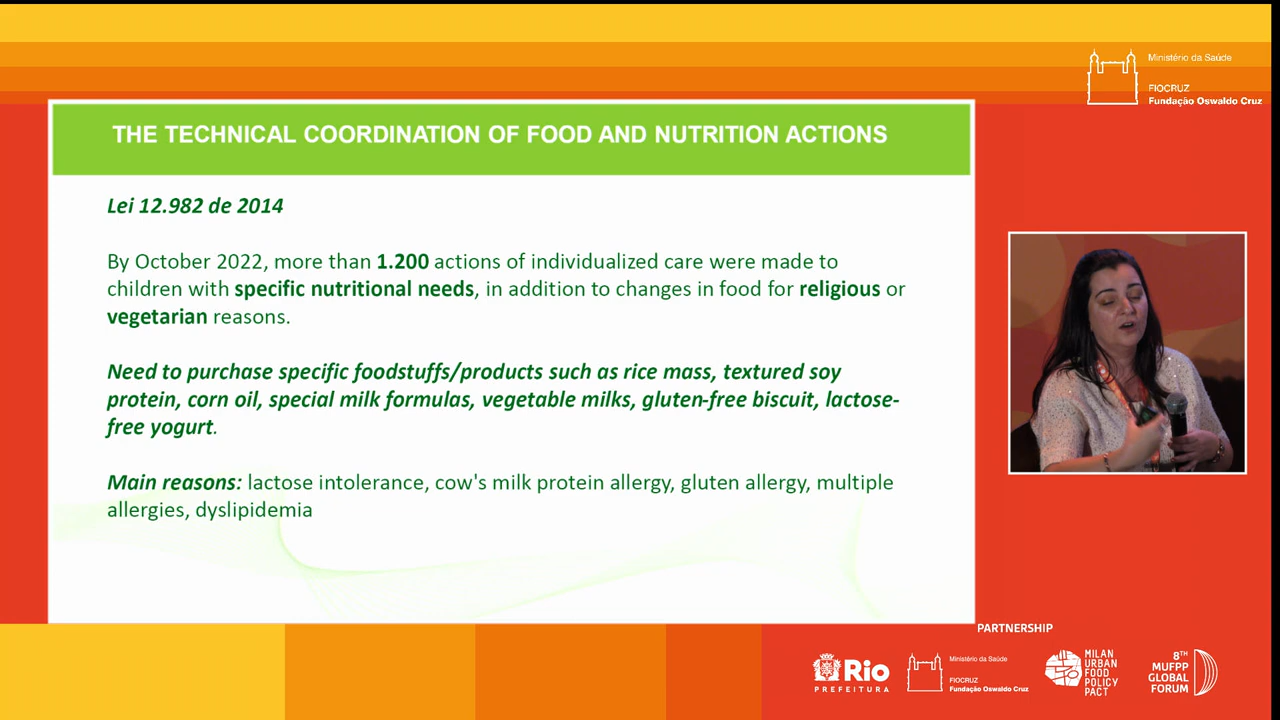 Ministério da Saúde
FIOCRUZ
Fundação Oswaldo Cruz
THE TECHNICAL COORDINATION OF FOOD AND NUTRITION ACTIONS
Lei 12.982 de 2014
By October 2022, more than 1.200 actions of individualized care were made to
children with specific nutritional needs, in addition to changes in food for religious or
vegetarian reasons.
Need to purchase specific foodstuffs/products such as rice mass, textured soy
protein, corn oil, special milk formulas, vegetable milks, gluten-free biscuit, lactose-
free yogurt.
Main reasons: lactose intolerance, cow's milk protein allergy, gluten allergy, multiple
allergies, dyslipidemia
PARTNERSHIP
Rio
PREFEITURA
Ministério da Saúde
FIOCRUZ
Fundação Oswaldo Cruz
MILAN
URBAN
FOOD
POLICY
PACT
8TH
MUFPP
GLOBAL
FORUM